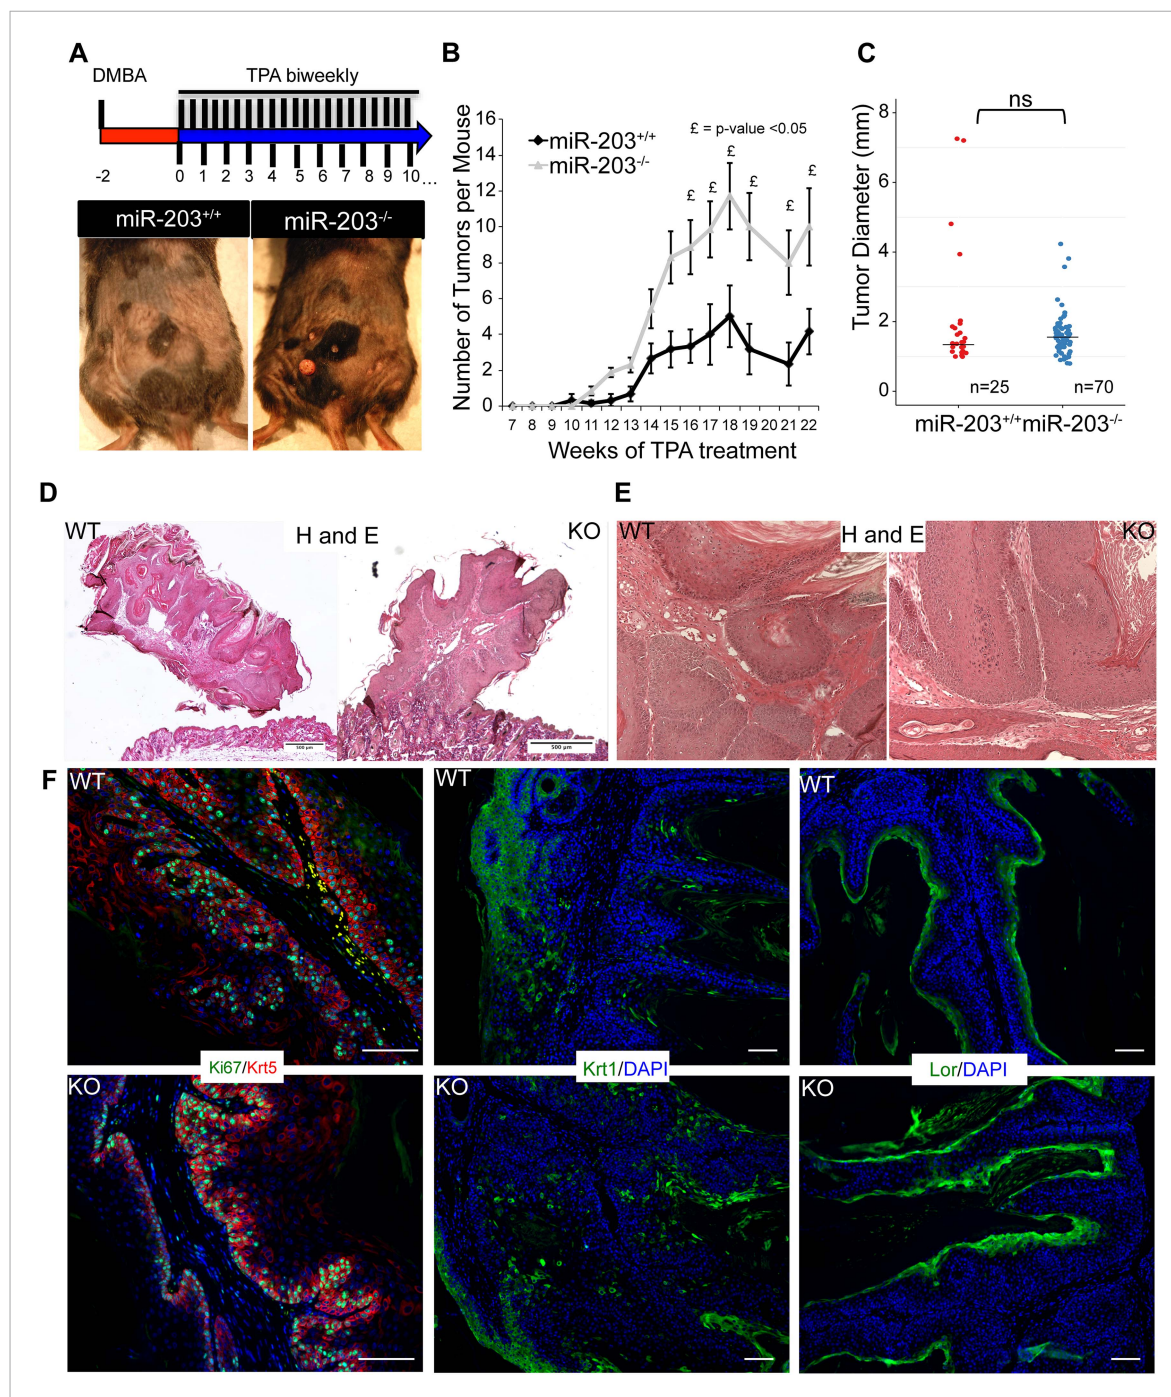 A
DMBA
TPA biweekly
-2
0 1 2 3 4 5 6 7 8 9 10 ...
miR-203+/+
miR-203-/-
B
Number of Tumors per Mouse
16
14
12
10
8
6
4
2
0
miR-203+/+
miR-203-/-
£ = p-value <0.05
£ £ £ £ £ £
7 8 9 10 11 12 13 14 15 16 17 18 19 20 21 22
Weeks of TPA treatment
C
Tumor Diameter (mm)
8
6
4
2
0
ns
n=25
n=70
miR-203+/+ miR-203-/-
D
WT
H and E
KO
500 µm
500 µm
E
WT
H and E
KO
F
WT
WT
WT
Ki67/Krt5
Krt1/DAPI
Lor/DAPI
KO
KO
KO